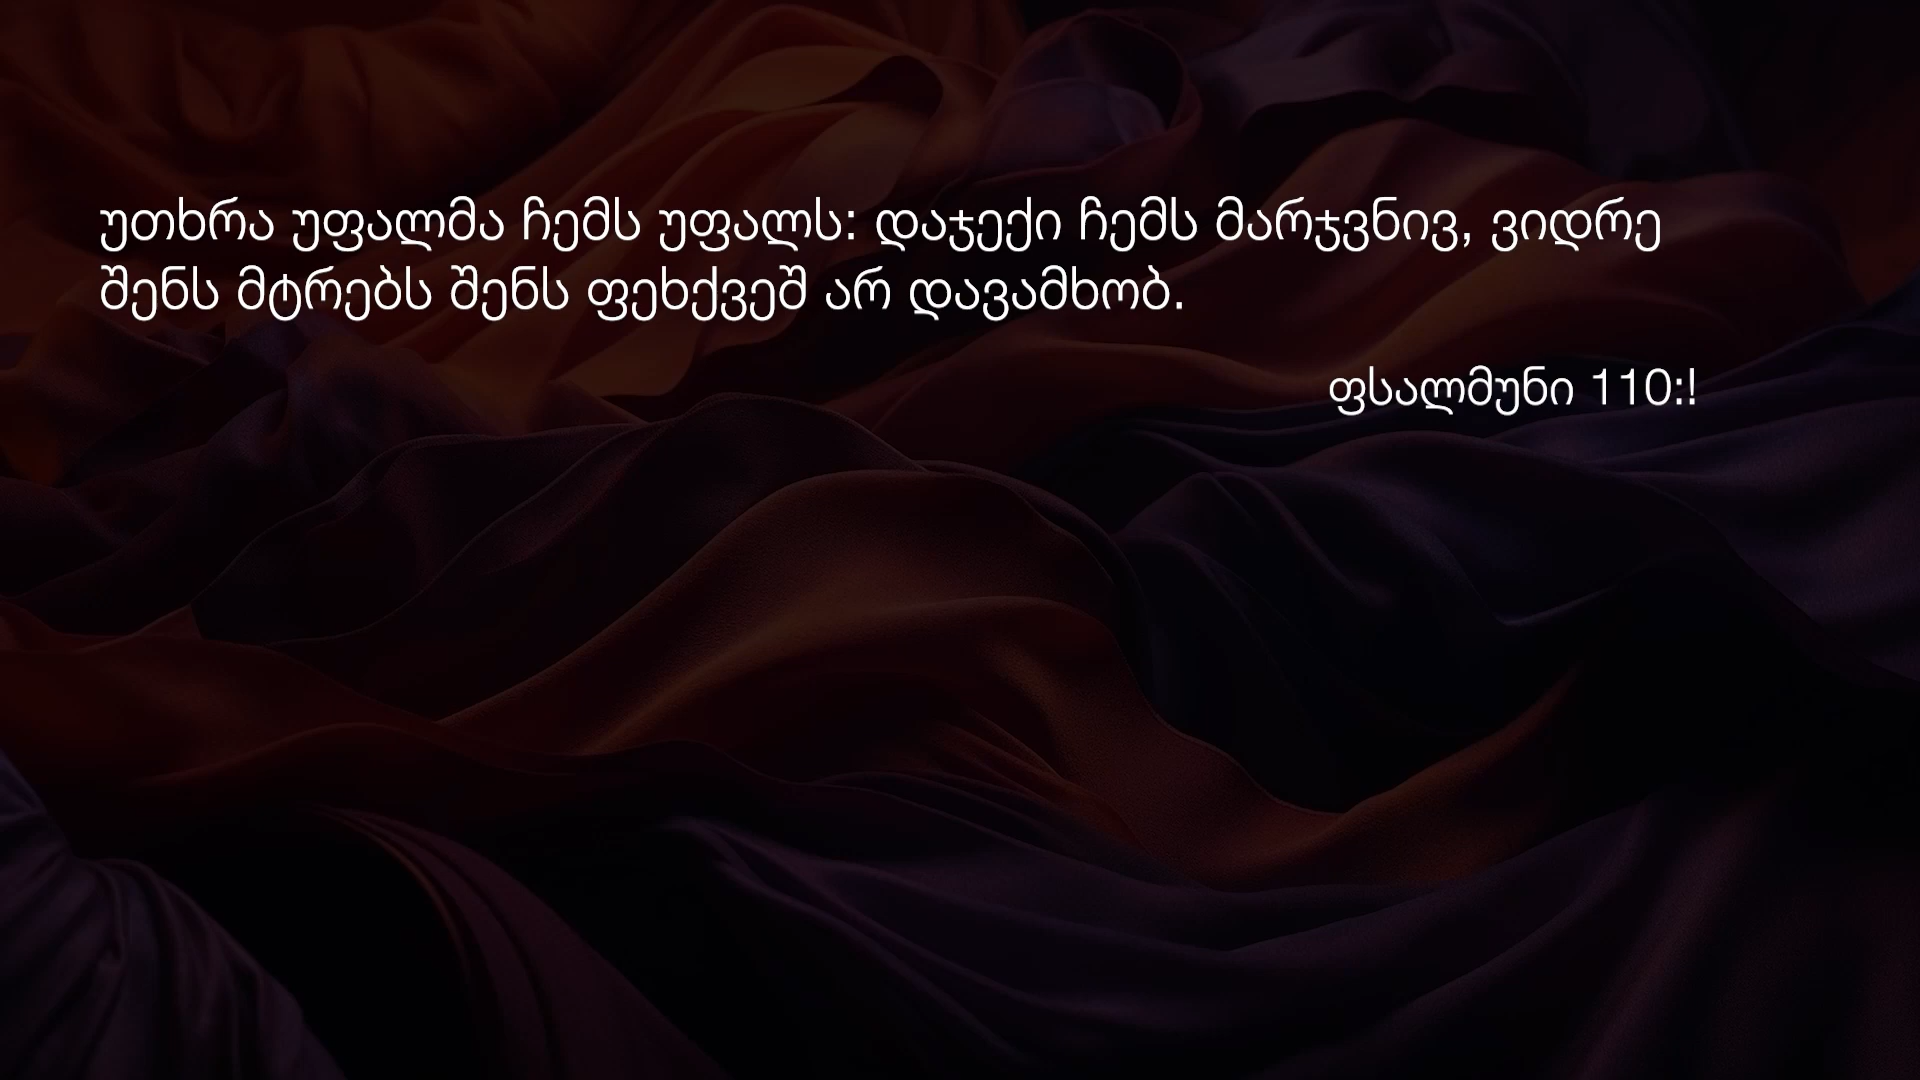 უთხრა უფალმა ჩემს უფალს: დაჯექი ჩემს მარჯვნივ, ვიდრე
შენს მტრებს შენს ფეხქვეშ არ დავამხობ.
ფსალმუნი 110:!